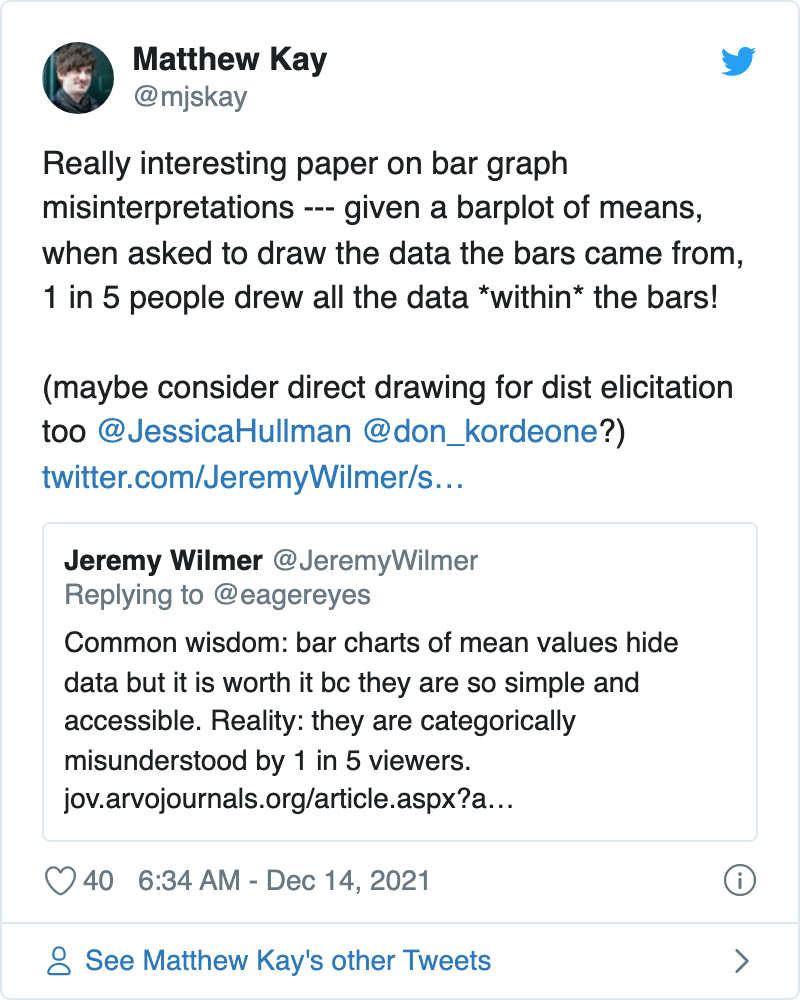 Matthew Kay
@mjskay
Really interesting paper on bar graph
misinterpretations --- given a barplot of means,
when asked to draw the data the bars came from,
1 in 5 people drew all the data *within* the bars!
(maybe consider direct drawing for dist elicitation
too @JessicaHullman @don_kordeone?)
twitter.com/JeremyWilmer/s…
Jeremy Wilmer @JeremyWilmer
Replying to @eagereyes
Common wisdom: bar charts of mean values hide
data but it is worth it bc they are so simple and
accessible. Reality: they are categorically
misunderstood by 1 in 5 viewers.
jov.arvojournals.org/article.aspx?a…
40 6:34 AM - Dec 14, 2021
See Matthew Kay's other Tweets